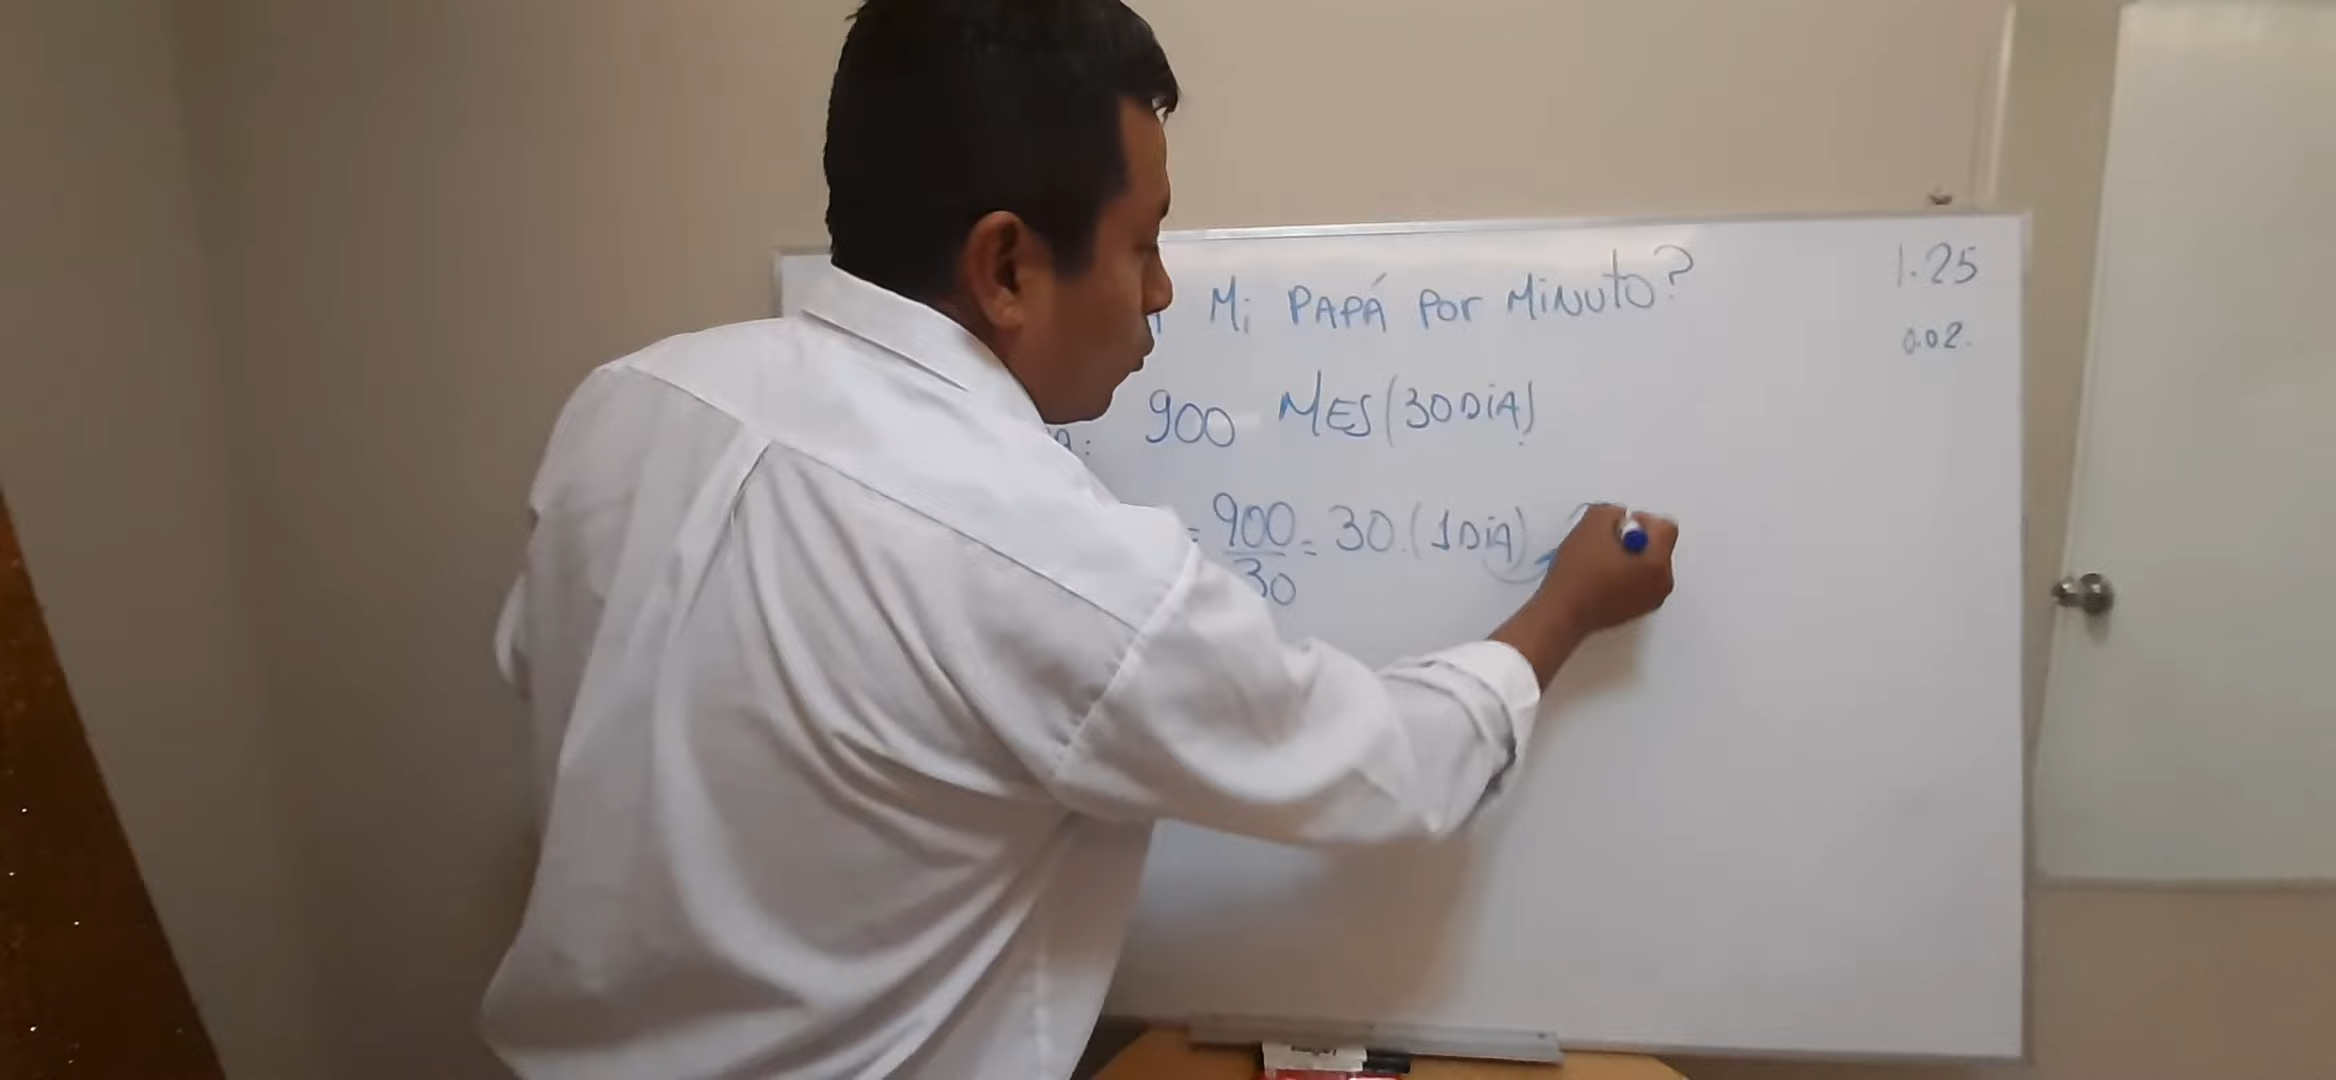 Mi PAPÁ Por MiNuto?
1.25
0.02.
900 MES (30 DiA)
= 900 = 30. (1 DiA)
30